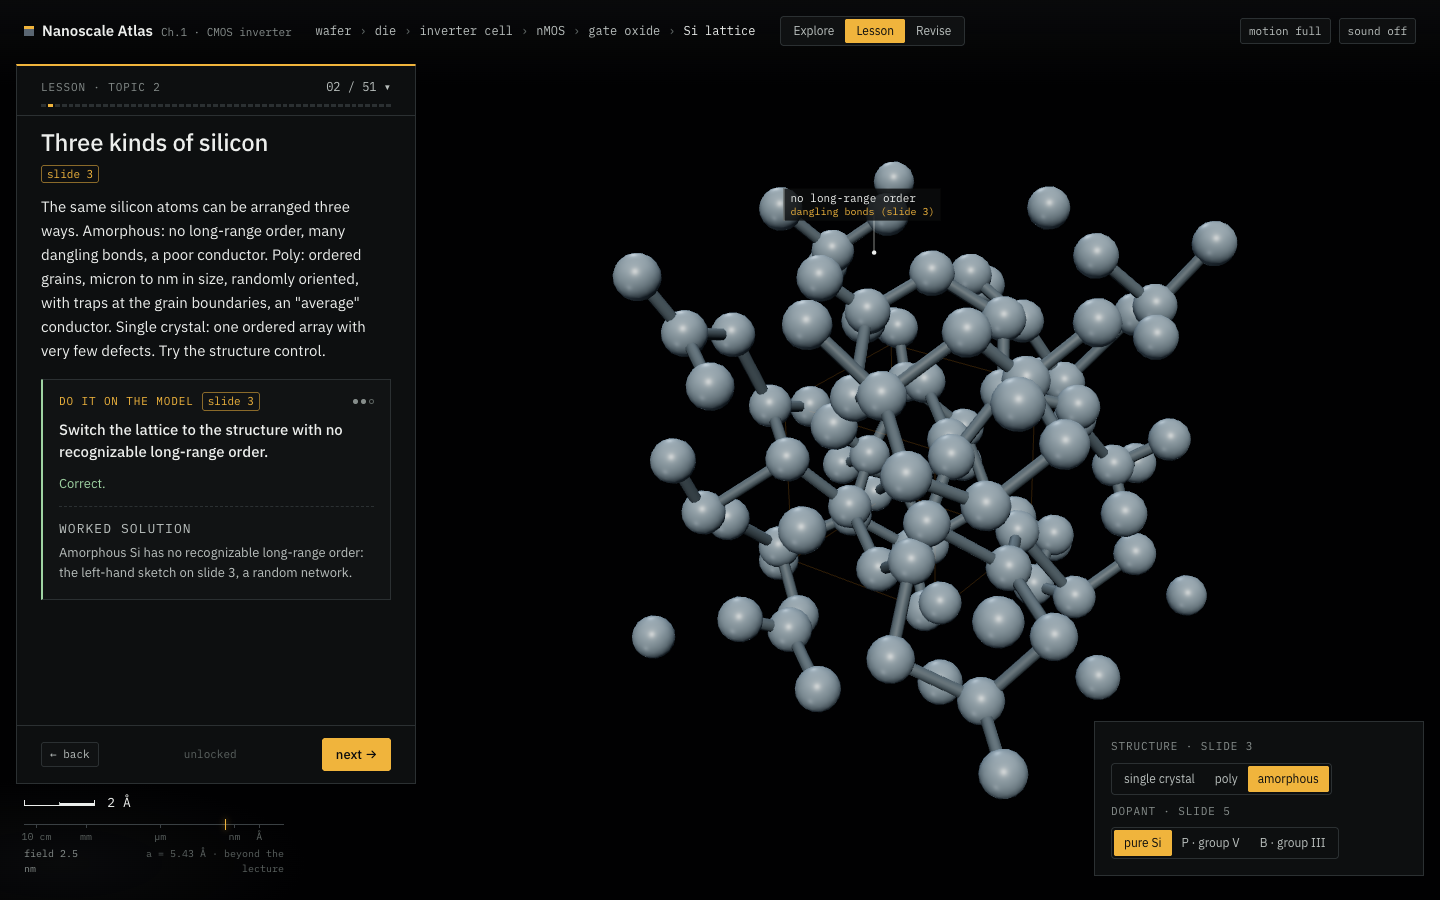 Nanoscale Atlas Ch.1 · CMOS inverter
wafer › die › inverter cell › nMOS › gate oxide › Si lattice
Explore Lesson Revise
motion full sound off
LESSON · TOPIC 2 02 / 51 ▾
Three kinds of silicon
slide 3
The same silicon atoms can be arranged three
ways. Amorphous: no long-range order, many
dangling bonds, a poor conductor. Poly: ordered
grains, micron to nm in size, randomly oriented,
with traps at the grain boundaries, an "average"
conductor. Single crystal: one ordered array with
very few defects. Try the structure control.
DO IT ON THE MODEL slide 3
Switch the lattice to the structure with no
recognizable long-range order.
Correct.
WORKED SOLUTION
Amorphous Si has no recognizable long-range order:
the left-hand sketch on slide 3, a random network.
← back unlocked next →
no long-range order
dangling bonds (slide 3)
2 Å
10 cm mm µm nm Å
field 2.5 a = 5.43 Å · beyond the
nm lecture
STRUCTURE · SLIDE 3
single crystal poly amorphous
DOPANT · SLIDE 5
pure Si P · group V B · group III